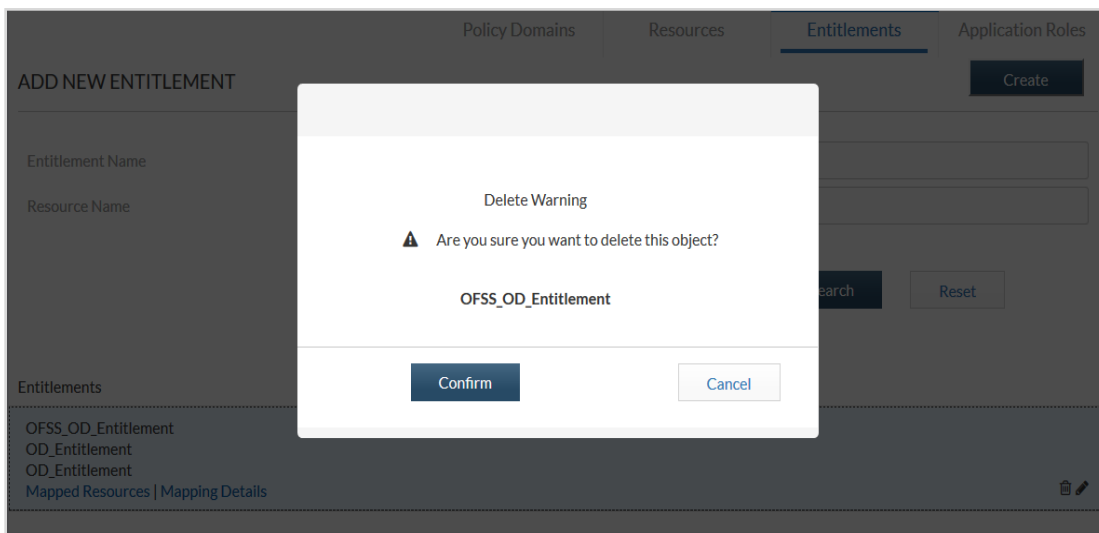 Policy Domains
Resources
Entitlements
Application Roles
ADD NEW ENTITLEMENT
Create
Entitlement Name
Resource Name
Delete Warning
Are you sure you want to delete this object?
OFSS_OD_Entitlement
earch
Reset
Confirm
Cancel
Entitlements
OFSS_OD_Entitlement
OD_Entitlement
OD_Entitlement
Mapped Resources | Mapping Details